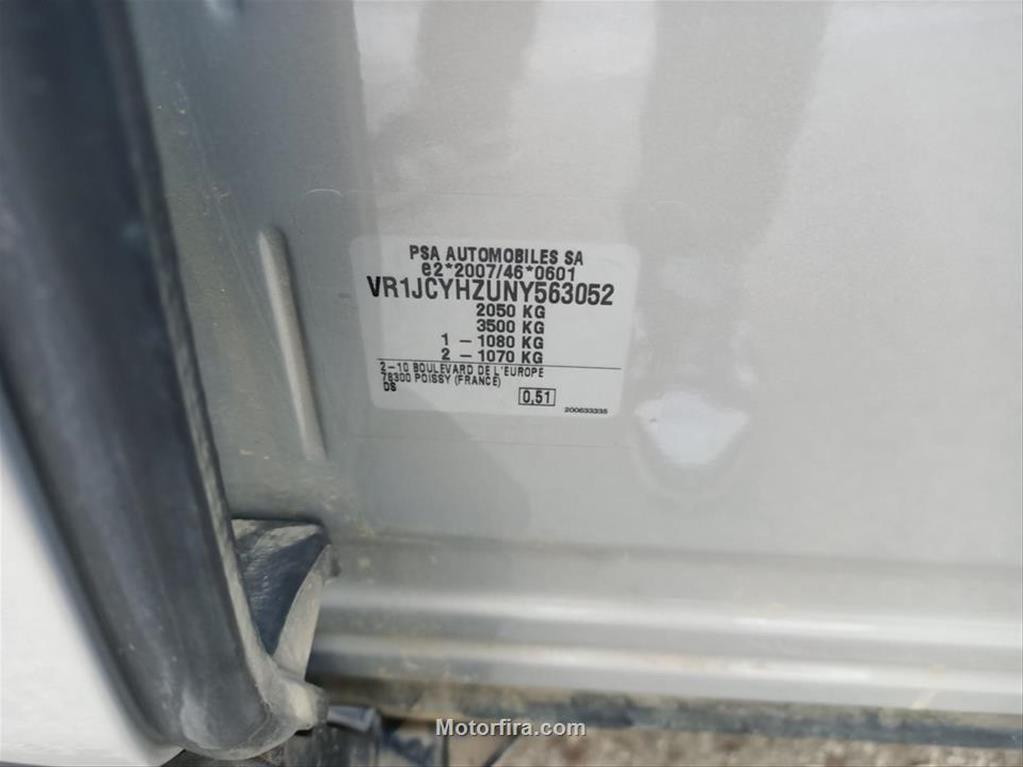 PSA AUTOMOBILES SA
e2*2007/46*0601
VR1JCYHZUNY563052
2050 KG
3500 KG
1 - 1080 KG
2 - 1070 KG
2-10 BOULEVARD DE L'EUROPE
78300 POISSY (FRANCE)
DS
0,51
200633335
Motorfira.com